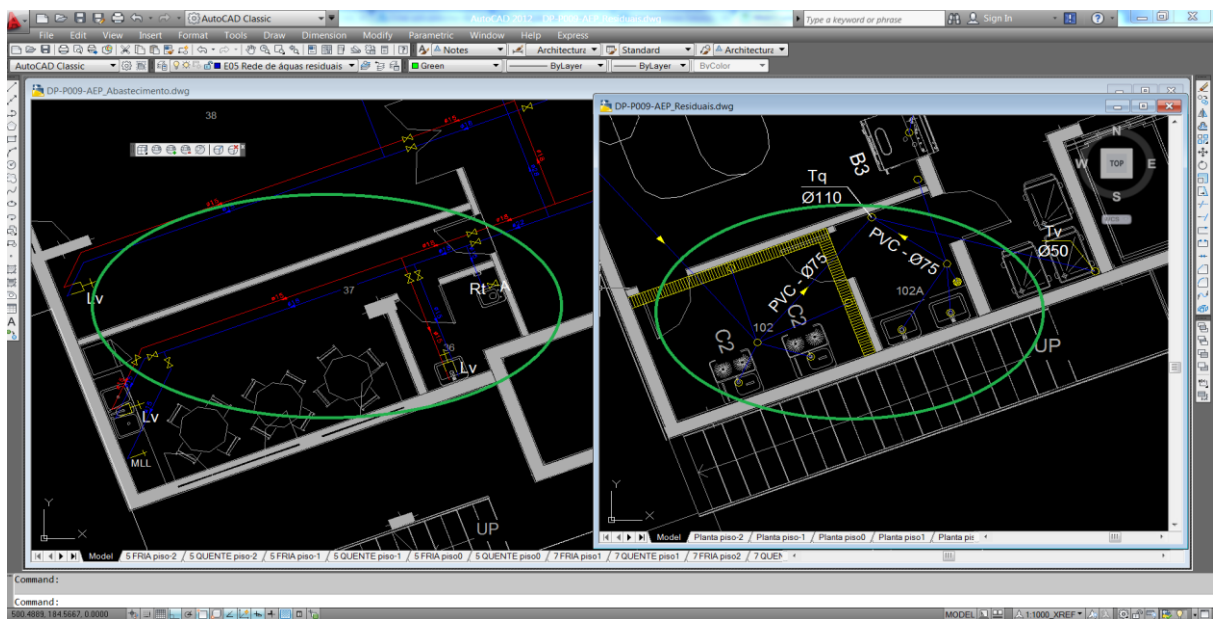 AutoCAD Classic
AutoCAD 2012 DP-P009-AEP_Residuais.dwg
Type a keyword or phrase
Sign In
File Edit View Insert Format Tools Draw Dimension Modify Parametric Window Help Express
Notes
Standard
AutoCAD Classic
E05 Rede de águas residuais
Green
ByLayer
ByLayer
ByColor
DP-P009-AEP_Abastecimento.dwg
38
37
36
Lv
Lv
Lv
Rt
A
MLL
UP
Y
X
Model
5 FRIA piso-2
5 QUENTE piso-2
5 FRIA piso-1
5 QUENTE piso-1
5 FRIA piso0
5 QUENTE piso0
7 FRIA piso1
7 QUENTE piso1
7 FRIA piso2
DP-P009-AEP_Residuais.dwg
N
W TOP E
S
WCS
B3
Tq
Ø110
PVC - Ø75
PVC - Ø75
Tv
Ø50
102A
102
C2
C2
UP
Y
X
Model
Planta piso-2
Planta piso-1
Planta piso0
Planta piso1
Command:
Command:
500.4889, 184.5667, 0.0000
MODEL
1:1000_XREF